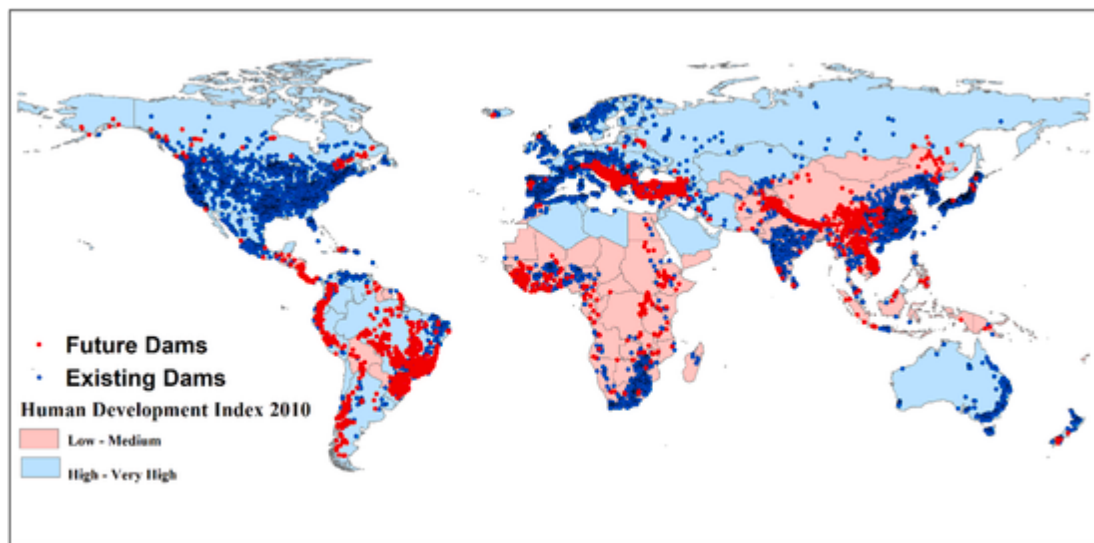 Future Dams
Existing Dams
Human Development Index 2010
Low - Medium
High - Very High